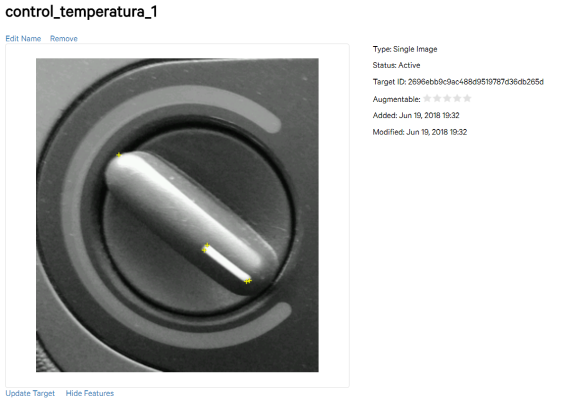 control_temperatura_1
Edit Name Remove
Type: Single Image
Status: Active
Target ID: 2696ebb9c9ac488d9519787d36db265d
Augmentable:
Added: Jun 19, 2018 19:32
Modified: Jun 19, 2018 19:32
Update Target Hide Features